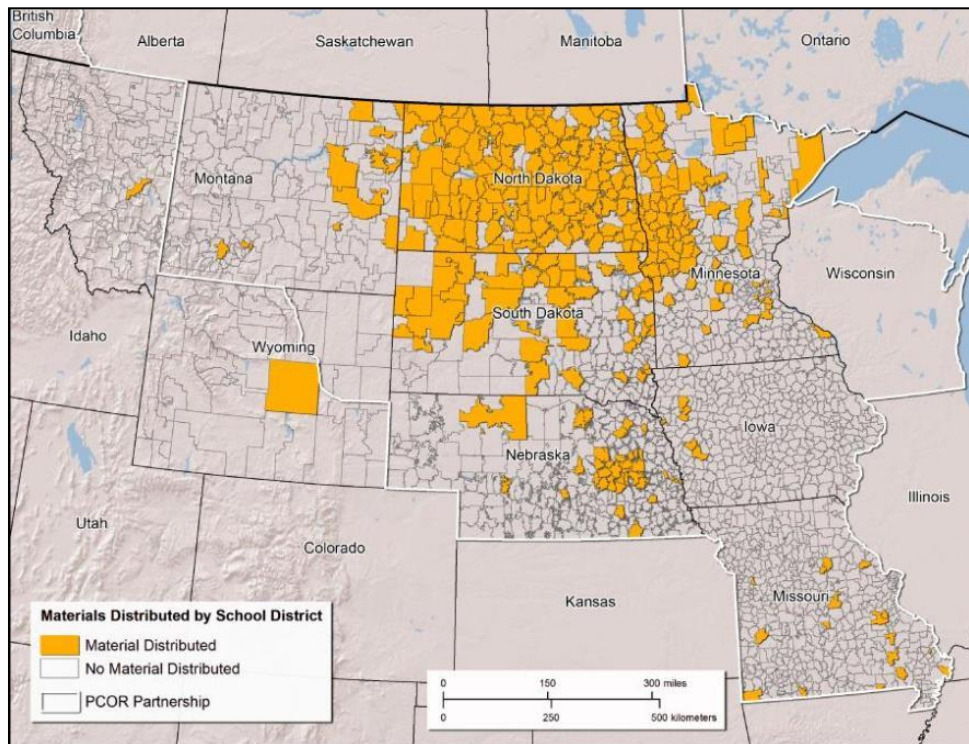 British
Columbia
Alberta
Saskatchewan
Manitoba
Ontario
Montana
North Dakota
Minnesota
Wisconsin
South Dakota
Idaho
Wyoming
Iowa
Nebraska
Illinois
Utah
Colorado
Kansas
Missouri
Materials Distributed by School District
Material Distributed
No Material Distributed
PCOR Partnership
0 150 300 miles
0 250 500 kilometers